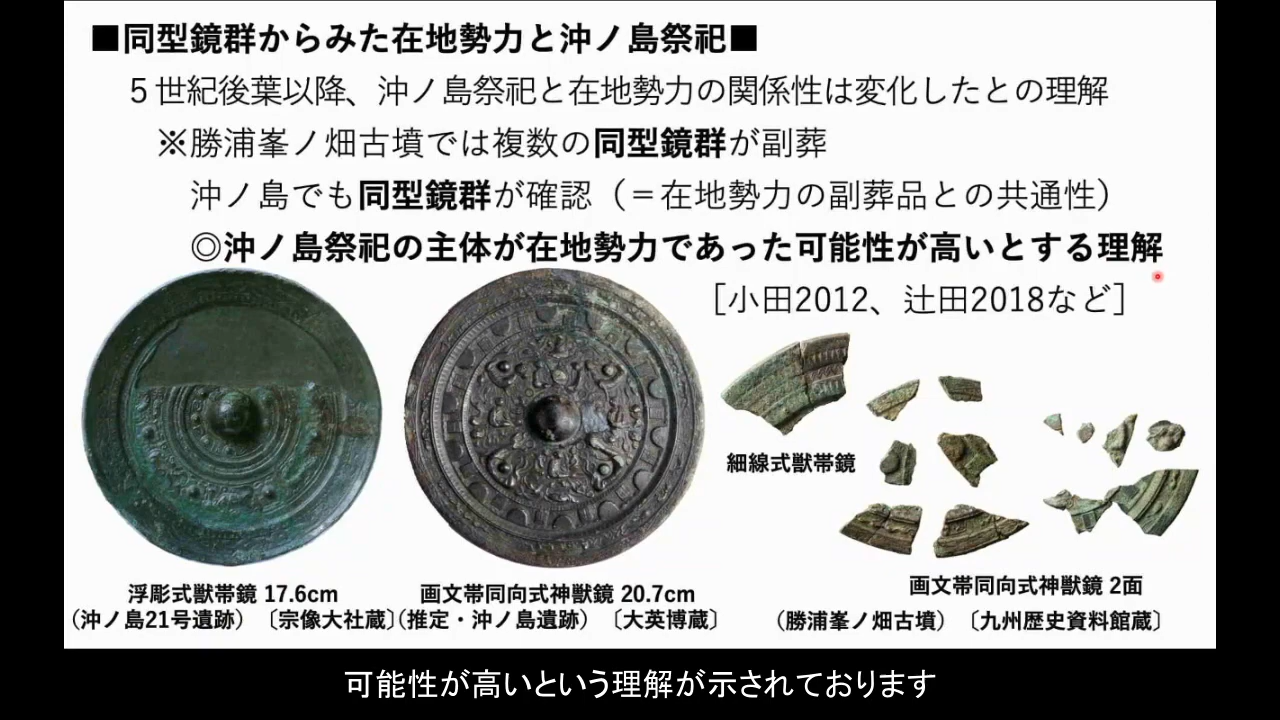 ■同型鏡群からみた在地勢力と沖ノ島祭祀■
5世紀後葉以降、沖ノ島祭祀と在地勢力の関係性は変化したとの理解
※勝浦峯ノ畑古墳では複数の同型鏡群が副葬
沖ノ島でも同型鏡群が確認（＝在地勢力の副葬品との共通性）
◎沖ノ島祭祀の主体が在地勢力であった可能性が高いとする理解
［小田2012、辻田2018など］
細線式獣帯鏡
浮彫式獣帯鏡 17.6cm
（沖ノ島21号遺跡）〔宗像大社蔵〕
画文帯同向式神獣鏡 20.7cm
（推定・沖ノ島遺跡）〔大英博蔵〕
画文帯同向式神獣鏡 2面
（勝浦峯ノ畑古墳）〔九州歴史資料館蔵〕
可能性が高いという理解が示されております